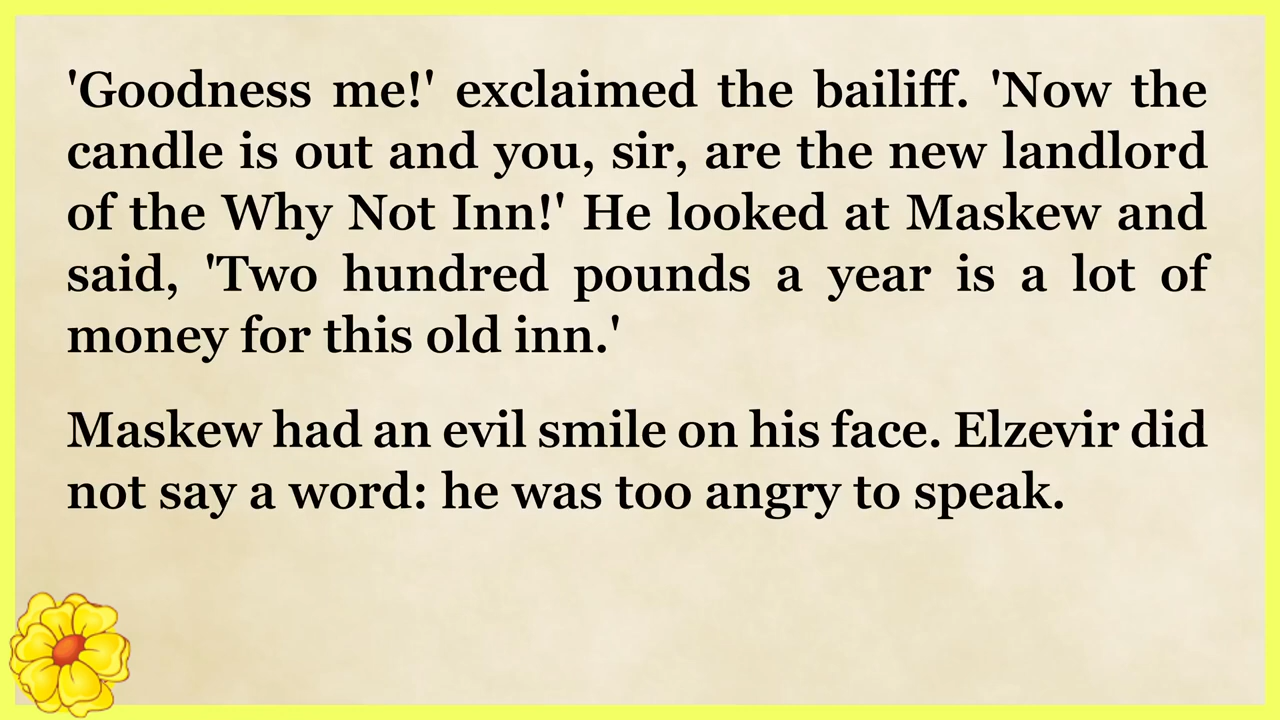 'Goodness me!' exclaimed the bailiff. 'Now the
candle is out and you, sir, are the new landlord
of the Why Not Inn!' He looked at Maskew and
said, 'Two hundred pounds a year is a lot of
money for this old inn.'
Maskew had an evil smile on his face. Elzevir did
not say a word: he was too angry to speak.